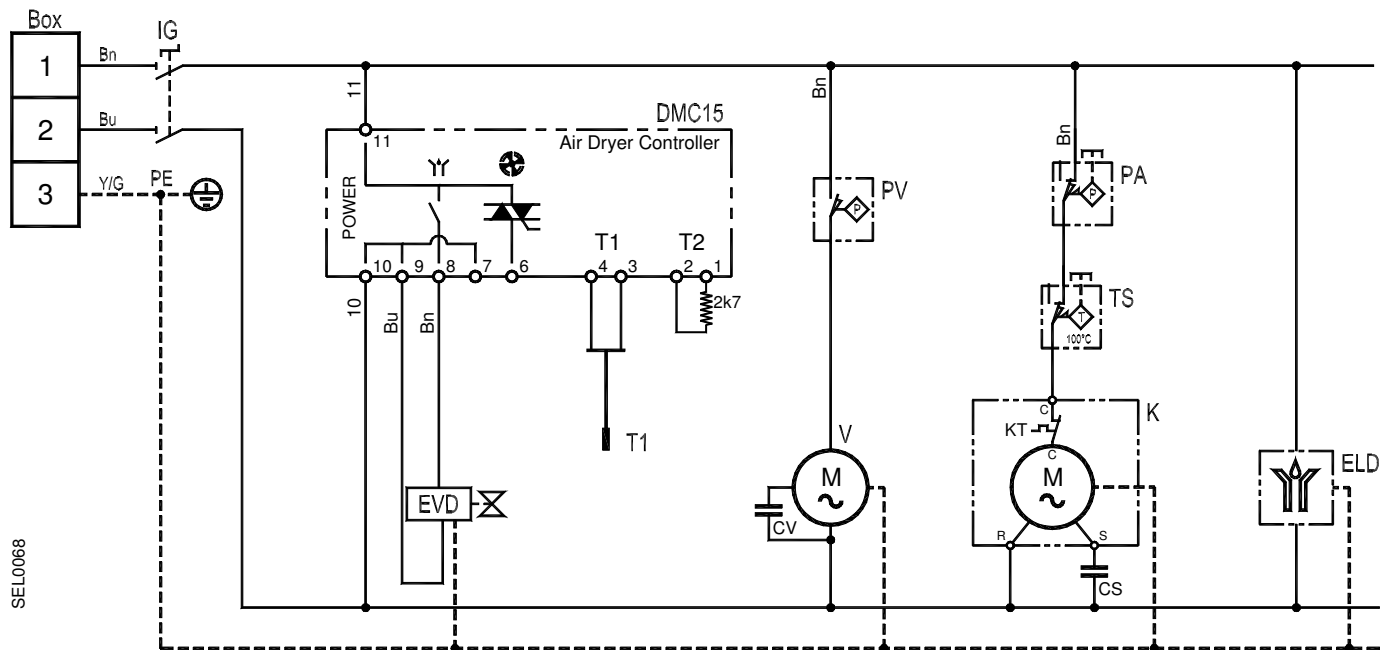 Box
IG
1
Bn
2
Bu
3
Y/G
PE
11
DMC15
11
Air Dryer Controller
POWER
T1
T2
10
9
8
7
6
4
3
2
1
10
Bu
Bn
2k7
T1
EVD
Bn
P
PV
V
M
CV
Bn
P
PA
T
100°C
TS
C
K
KT
C
M
R
S
CS
ELD
SEL0068